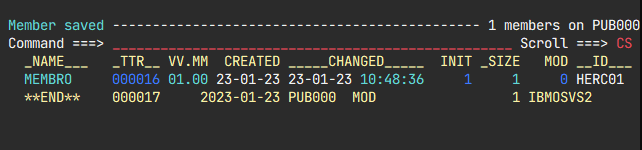 Member saved ---------------------------------------------- 1 members on PUB000
Command ===> __________________________________________________ Scroll ===> CS
_NAME___ _TTR__ VV.MM CREATED _____CHANGED_____ INIT _SIZE MOD __ID___
MEMBRO 000016 01.00 23-01-23 23-01-23 10:48:36 1 1 0 HERC01
**END** 000017 2023-01-23 PUB000 MOD 1 IBMOSVS2